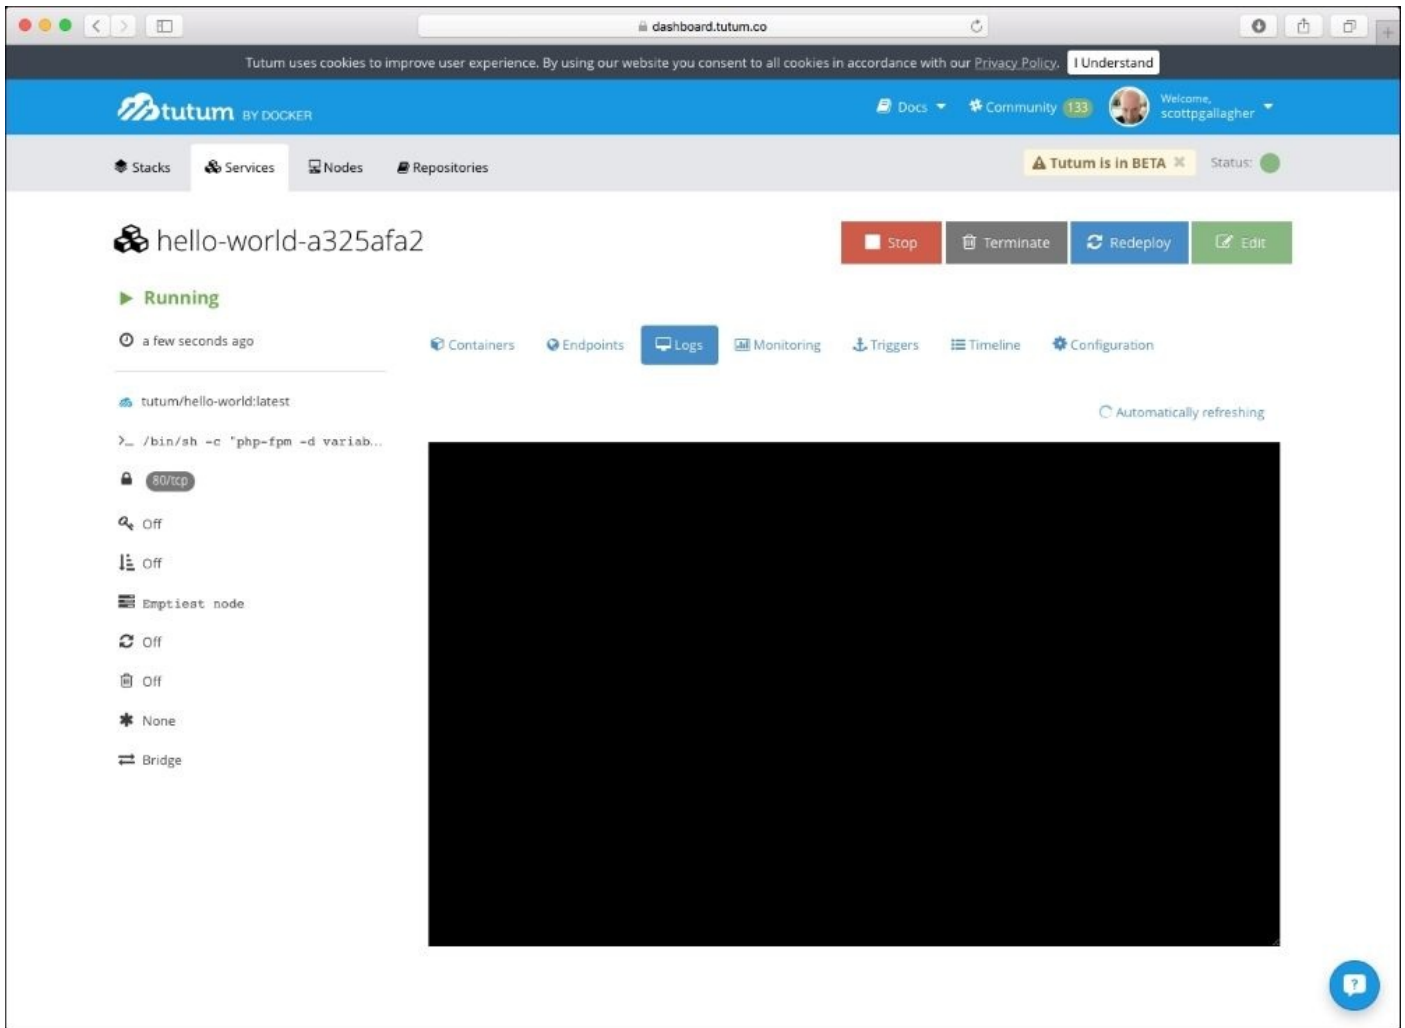 dashboard.tutum.co
Tutum uses cookies to improve user experience. By using our website you consent to all cookies in accordance with our Privacy Policy. I Understand
tutum BY DOCKER Docs Community 133 Welcome,
scottpgallagher
Stacks Services Nodes Repositories Tutum is in BETA Status:
hello-world-a325afa2 Stop Terminate Redeploy Edit
Running
a few seconds ago Containers Endpoints Logs Monitoring Triggers Timeline Configuration
tutum/hello-world:latest
Automatically refreshing
>_ /bin/sh -c "php-fpm -d variab...
80/tcp
Off
Off
Emptiest node
Off
Off
None
Bridge